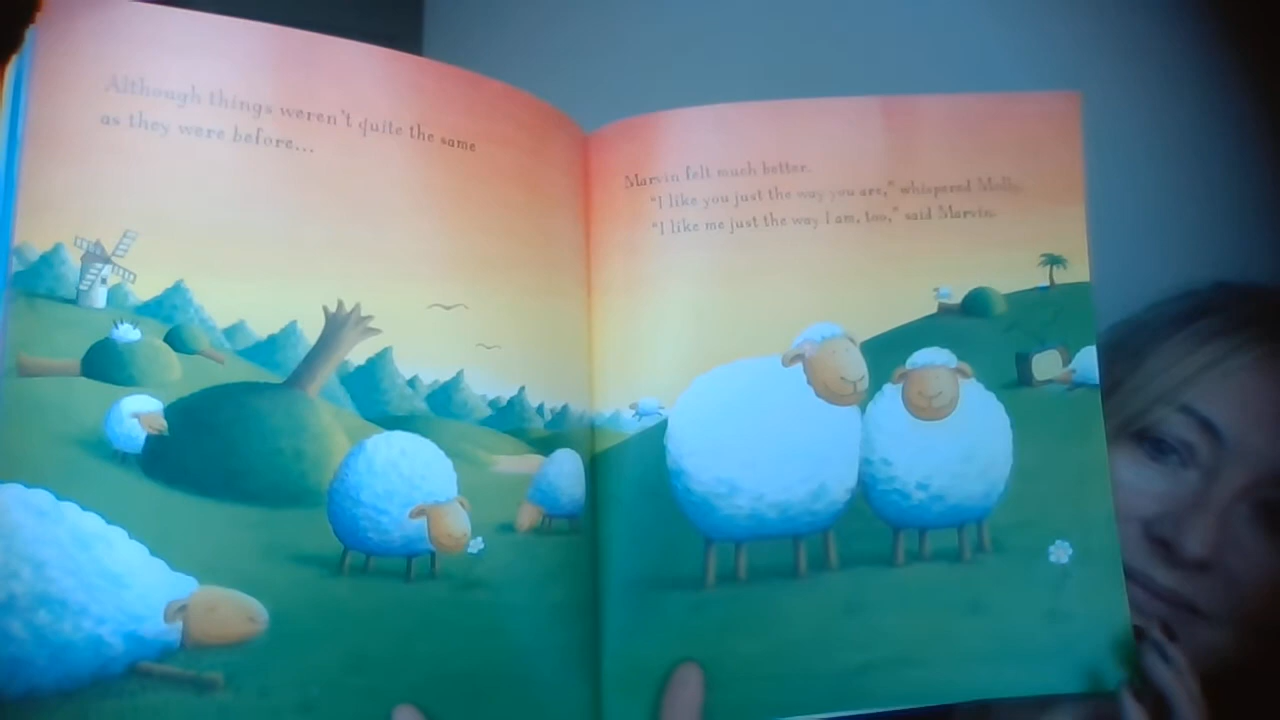 Although things weren't quite the same
as they were before...
Marvin felt much better.
"I like you just the way you are," whispered Molly.
"I like me just the way I am, too," said Marvin.